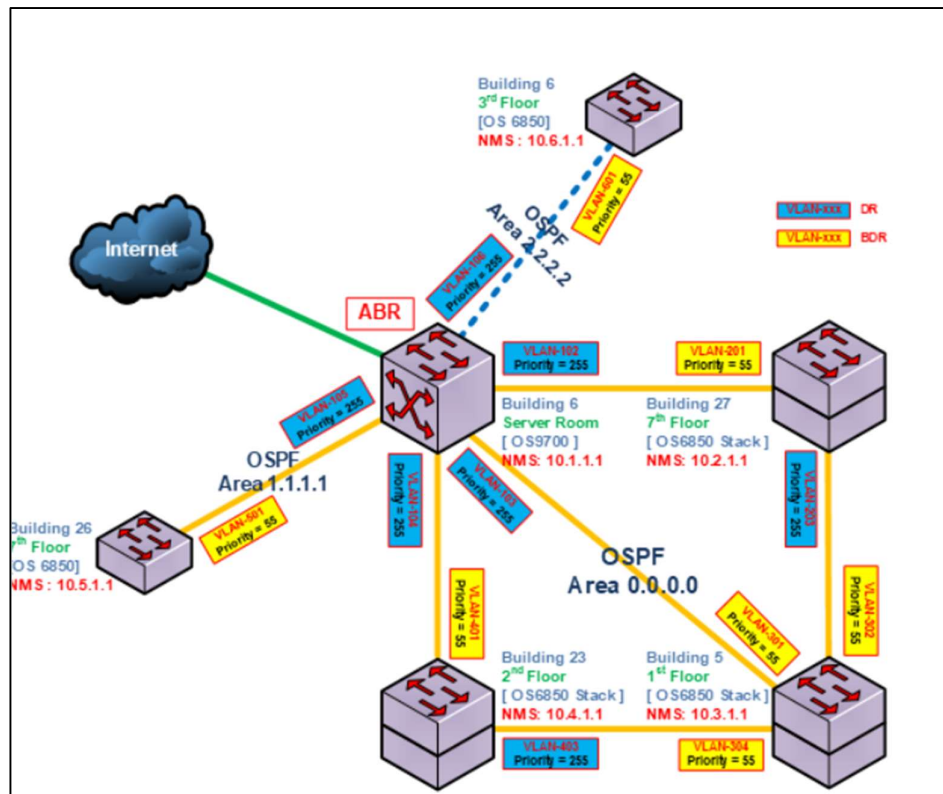 Building 6
3rd Floor
[OS 6850]
NMS : 10.6.1.1
VLAN-601
Priority = 55
VLAN-xxx DR
VLAN-xxx BDR
OSPF
Area 2.2.2.2
Internet
VLAN-106
Priority = 255
ABR
VLAN-102
Priority = 255
VLAN-201
Priority = 55
VLAN-105
Priority = 255
Building 6
Server Room
[ OS9700 ]
NMS: 10.1.1.1
Building 27
7th Floor
[OS6850 Stack]
NMS: 10.2.1.1
OSPF
Area 1.1.1.1
VLAN-104
Priority = 255
VLAN-103
Priority = 255
VLAN-203
Priority = 255
VLAN-501
Priority = 55
Building 26
7th Floor
[OS 6850]
NMS : 10.5.1.1
OSPF
Area 0.0.0.0
VLAN-401
Priority = 55
VLAN-301
Priority = 55
VLAN-302
Priority = 55
Building 23
2nd Floor
[ OS6850 Stack ]
NMS: 10.4.1.1
Building 5
1st Floor
[OS6850 Stack]
NMS: 10.3.1.1
VLAN-403
Priority = 255
VLAN-304
Priority = 55